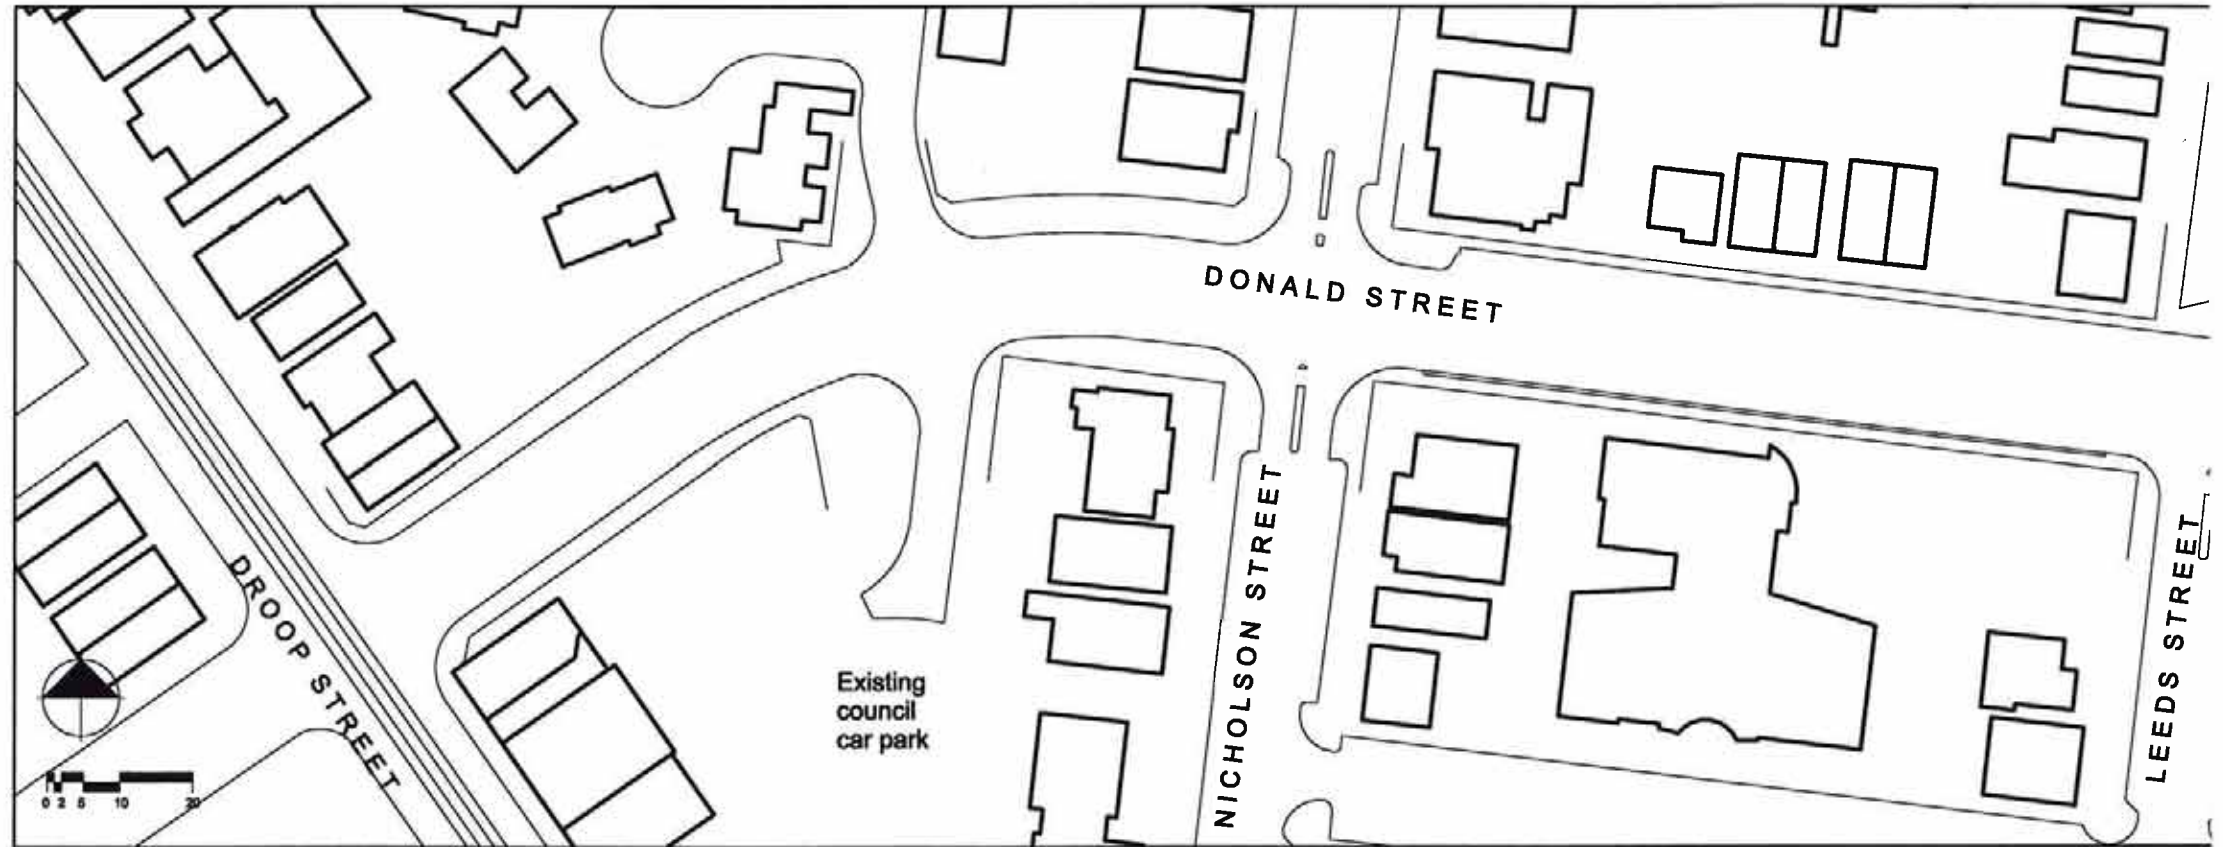 DONALD STREET
DROOP STREET
NICHOLSON STREET
LEEDS STREET
Existing
council
car park
0 2 5 10 20